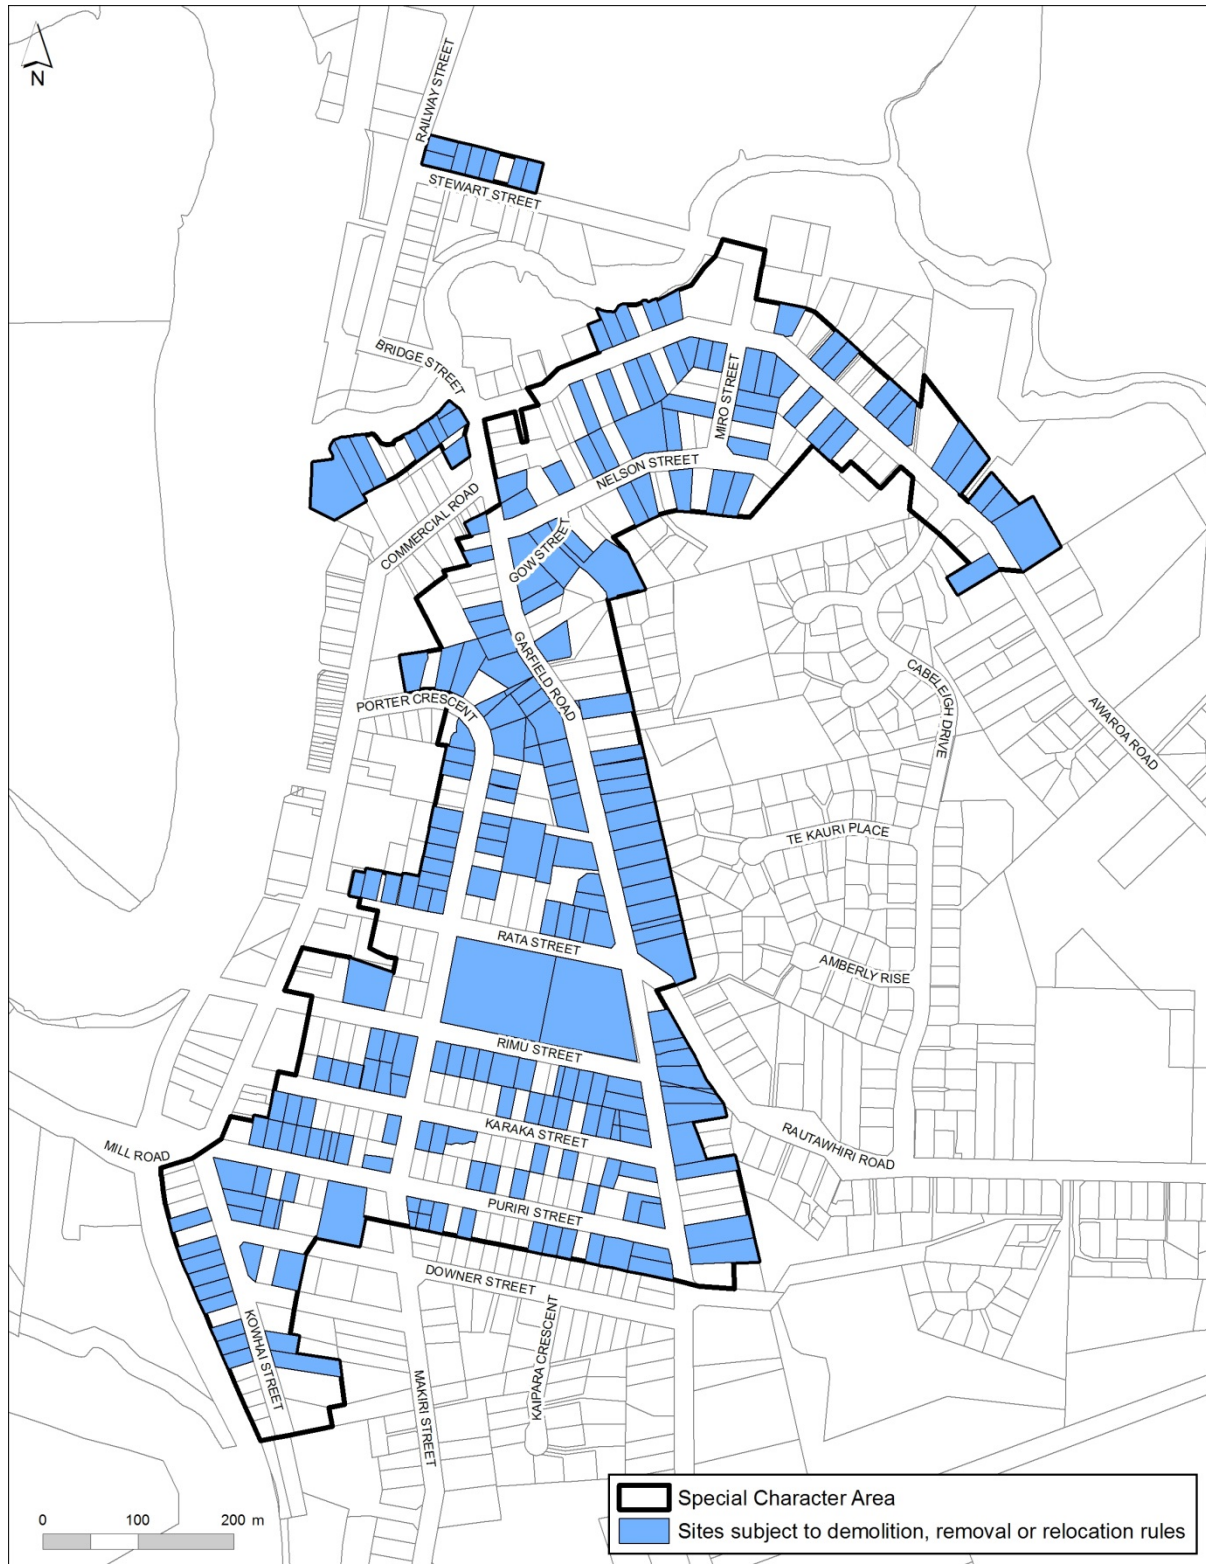 N
RAILWAY STREET
STEWART STREET
BRIDGE STREET
MIRO STREET
NELSON STREET
COMMERCIAL ROAD
GOW STREET
GARFIELD ROAD
PORTER CRESCENT
CABELEIGH DRIVE
AWAROA ROAD
TE KAURI PLACE
RATA STREET
AMBERLY RISE
RIMU STREET
KARAKA STREET
RAUTAWHIRI ROAD
MILL ROAD
PURIRI STREET
DOWNER STREET
KOWHAI STREET
KAIPARA CRESCENT
MAKIRI STREET
Special Character Area
Sites subject to demolition, removal or relocation rules
0 100 200 m